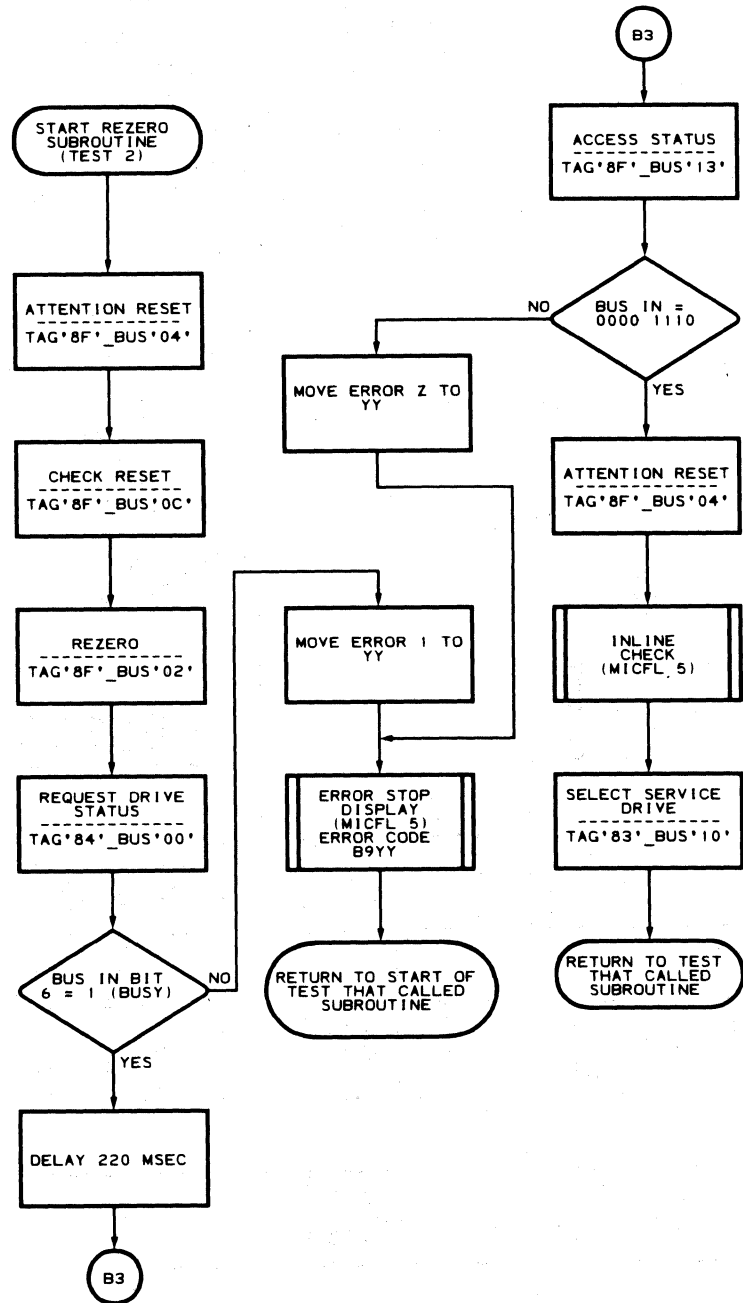 START REZERO
SUBROUTINE
(TEST 2)
ATTENTION RESET
TAG'8F'_BUS'04'
CHECK RESET
TAG'8F'_BUS'0C'
REZERO
TAG'8F'_BUS'02'
REQUEST DRIVE
STATUS
TAG'84'_BUS'00'
BUS IN BIT
6 = 1 (BUSY)
NO
YES
DELAY 220 MSEC
B3
MOVE ERROR Z TO
YY
MOVE ERROR 1 TO
YY
ERROR STOP
DISPLAY
(MICFL 5)
ERROR CODE
B9YY
RETURN TO START OF
TEST THAT CALLED
SUBROUTINE
B3
ACCESS STATUS
TAG'8F'_BUS'13'
BUS IN =
0000 1110
NO
YES
ATTENTION RESET
TAG'8F'_BUS'04'
INLINE
CHECK
(MICFL 5)
SELECT SERVICE
DRIVE
TAG'83'_BUS'10'
RETURN TO TEST
THAT CALLED
SUBROUTINE